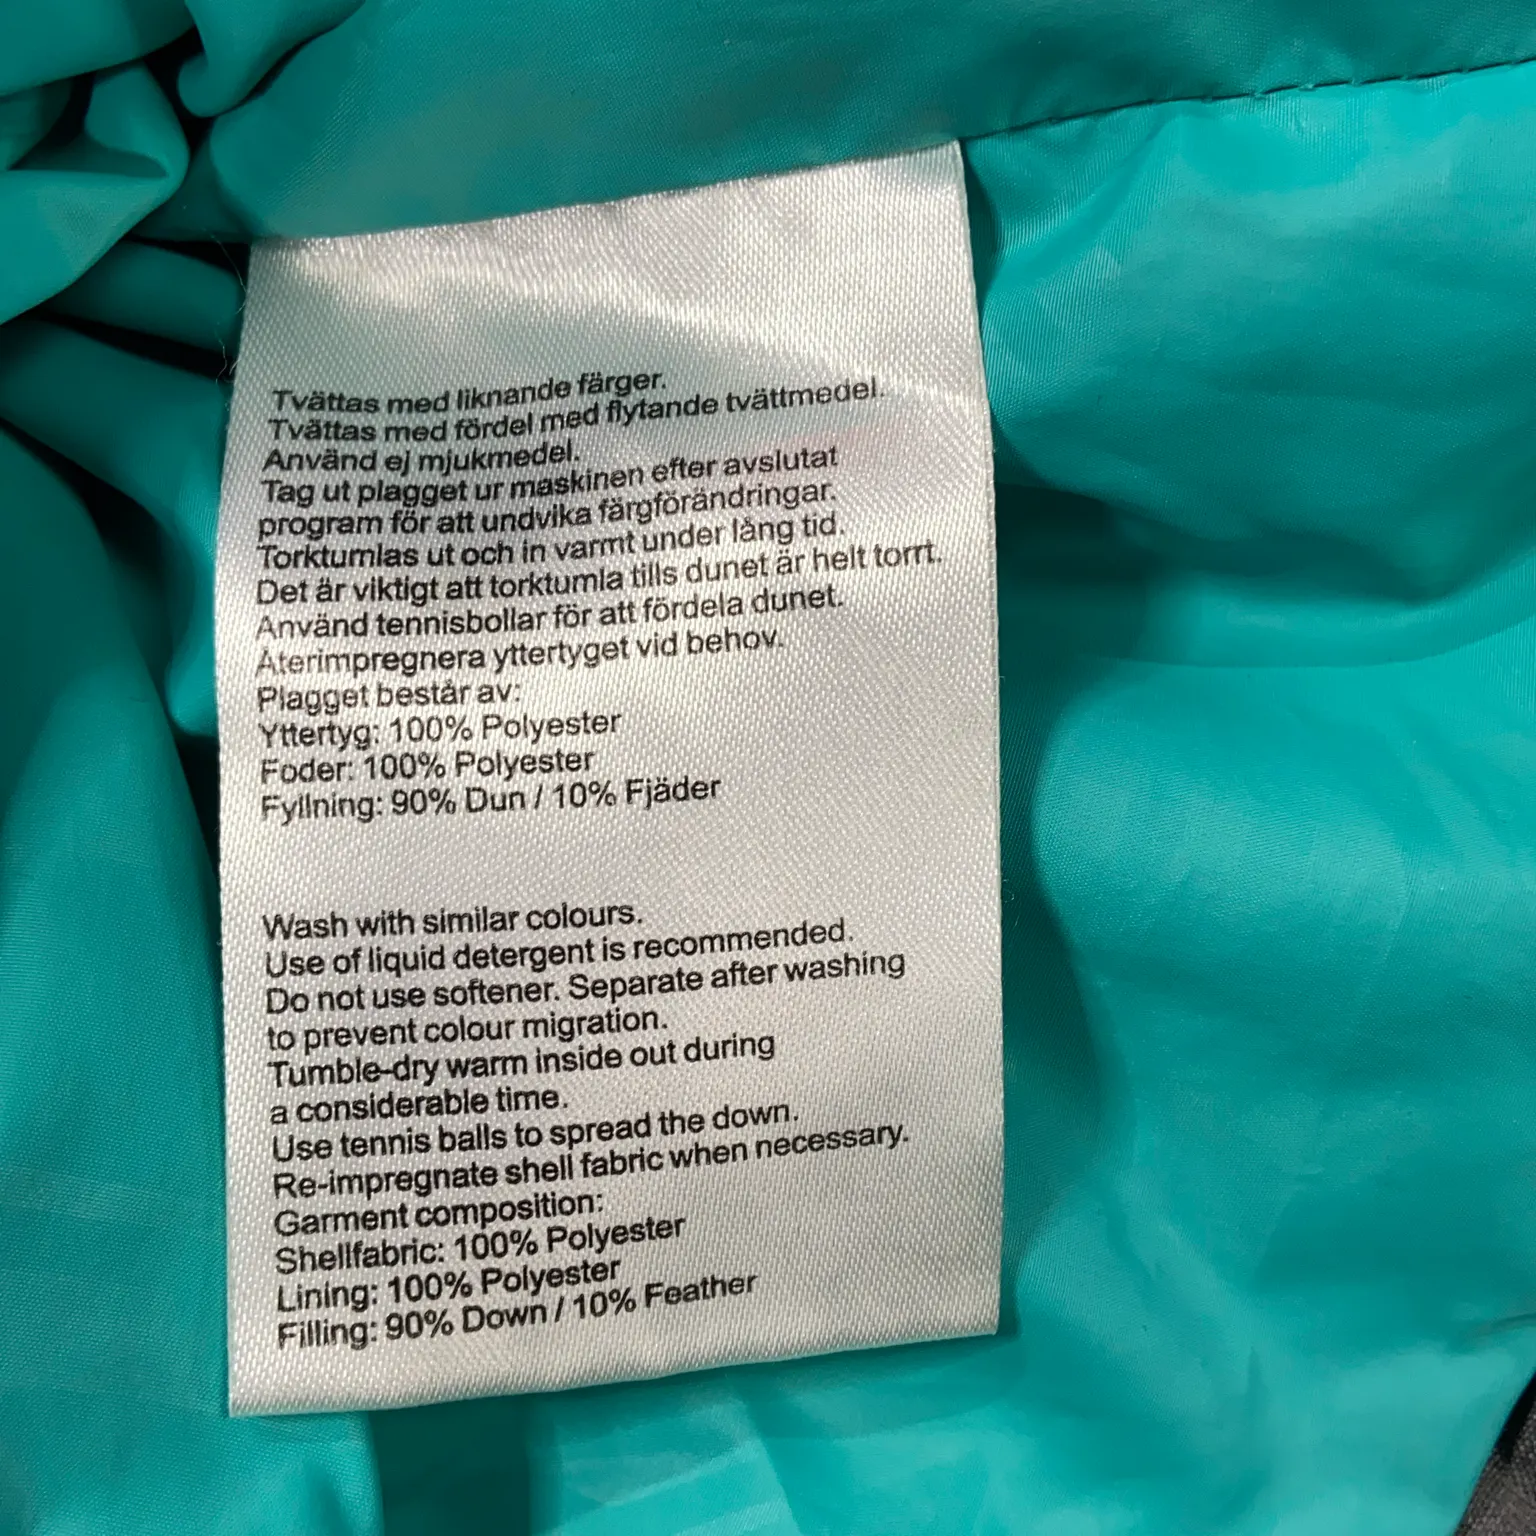 Tvättas med liknande färger.
Tvättas med fördel med flytande tvättmedel.
Använd ej mjukmedel.
Tag ut plagget ur maskinen efter avslutat
program för att undvika färgförändringar.
Torktumlas ut och in varmt under lång tid.
Det är viktigt att torktumla tills dunet är helt torrt.
Använd tennisbollar för att fördela dunet.
Återimpregnera yttertyget vid behov.
Plagget består av:
Yttertyg: 100% Polyester
Foder: 100% Polyester
Fyllning: 90% Dun / 10% Fjäder
Wash with similar colours.
Use of liquid detergent is recommended.
Do not use softener. Separate after washing
to prevent colour migration.
Tumble-dry warm inside out during
a considerable time.
Use tennis balls to spread the down.
Re-impregnate shell fabric when necessary.
Garment composition:
Shellfabric: 100% Polyester
Lining: 100% Polyester
Filling: 90% Down / 10% Feather